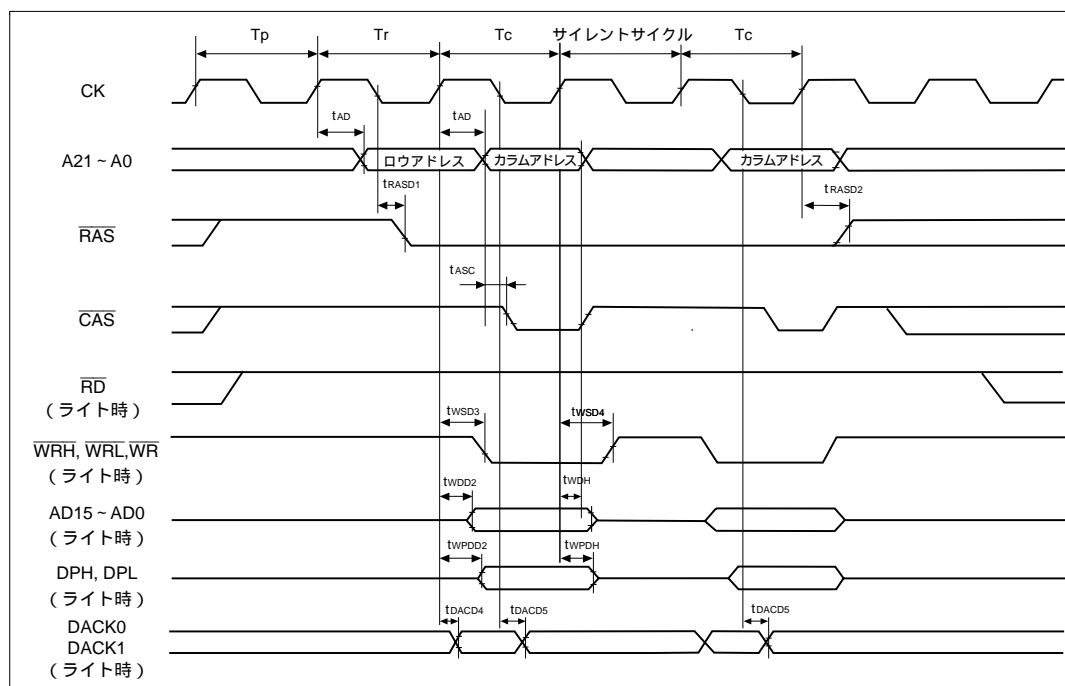 Tp Tr Tc サイレントサイクル Tc
CK
tAD tAD
A21 ~ A0 ロウアドレス カラムアドレス カラムアドレス
tRASD1 tRASD2
RAS
tASC
CAS
RD
(ライト時)
tWSD3 tWSD4
WRH, WRL,WR
(ライト時)
tWDD2 tWDH
AD15 ~ AD0
(ライト時)
tWPDD2 tWPDH
DPH, DPL
(ライト時)
tDACD4 tDACD5 tDACD5
DACK0
DACK1
(ライト時)